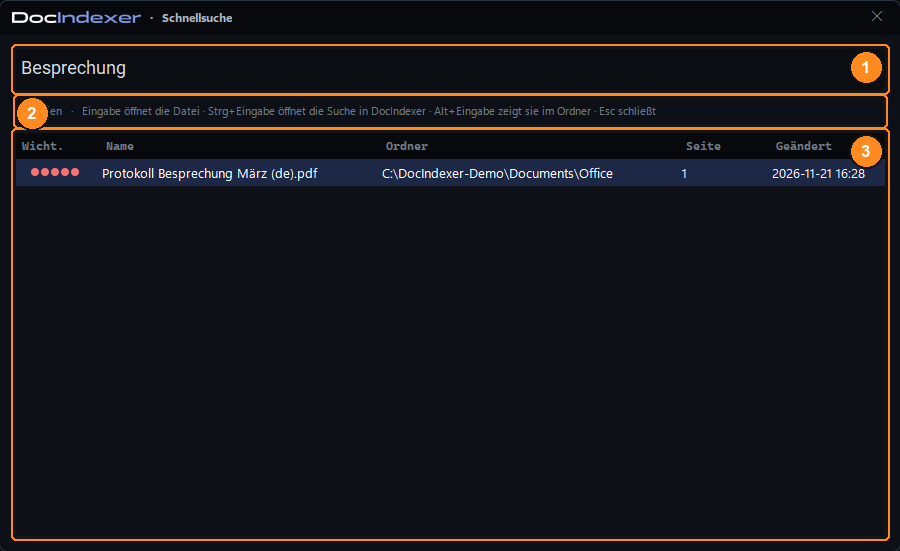 DocIndexer · Schnellsuche
Besprechung
1
2
· Eingabe öffnet die Datei · Strg+Eingabe öffnet die Suche in DocIndexer · Alt+Eingabe zeigt sie im Ordner · Esc schließt
Wicht. Name Ordner Seite Geändert
3
Protokoll Besprechung März (de).pdf C:\DocIndexer-Demo\Documents\Office 1 2026-11-21 16:28